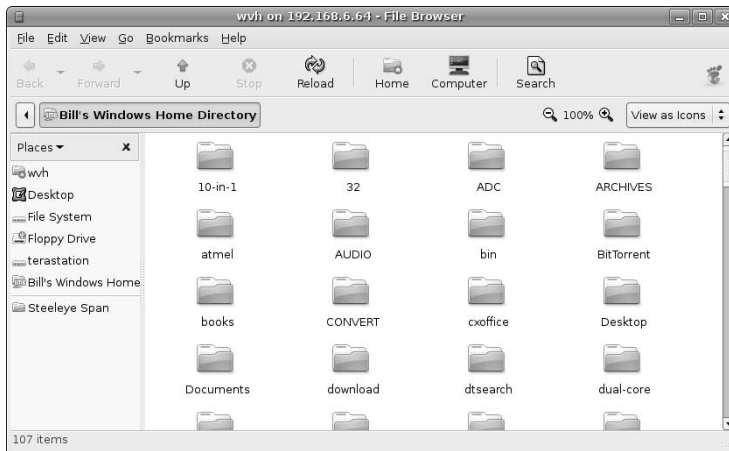 wvh on 192.168.6.64 - File Browser
File Edit View Go Bookmarks Help
Back Forward Up Stop Reload Home Computer Search
Bill's Windows Home Directory 100% View as Icons
Places
wvh
Desktop
File System
Floppy Drive
terastation
Bill's Windows Home
Steeleye Span
10-in-1 32 ADC ARCHIVES
atmel AUDIO bin BitTorrent
books CONVERT cxoffice Desktop
Documents download dtsearch dual-core
107 items